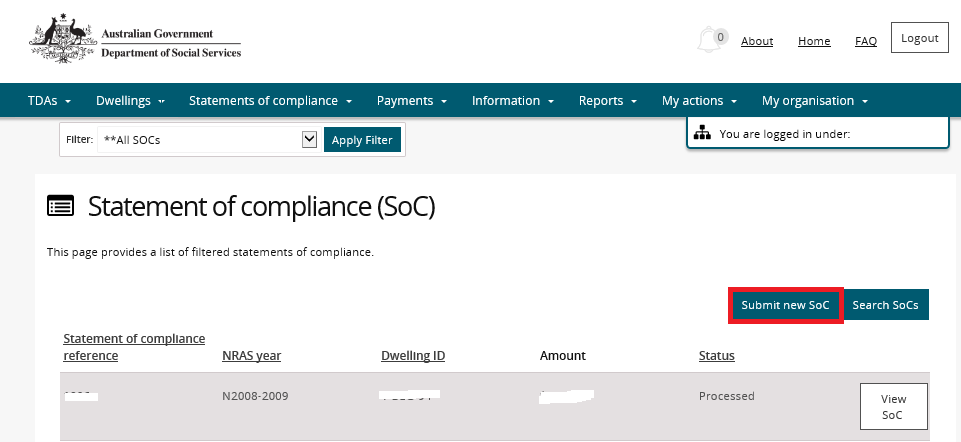 Australian Government
Department of Social Services
0
About Home FAQ Logout
TDAs Dwellings Statements of compliance Payments Information Reports My actions My organisation
Filter: **All SOCs Apply Filter
You are logged in under:
Statement of compliance (SoC)
This page provides a list of filtered statements of compliance.
Submit new SoC Search SoCs
Statement of compliance
reference NRAS year Dwelling ID Amount Status
N2008-2009 Processed View
SoC